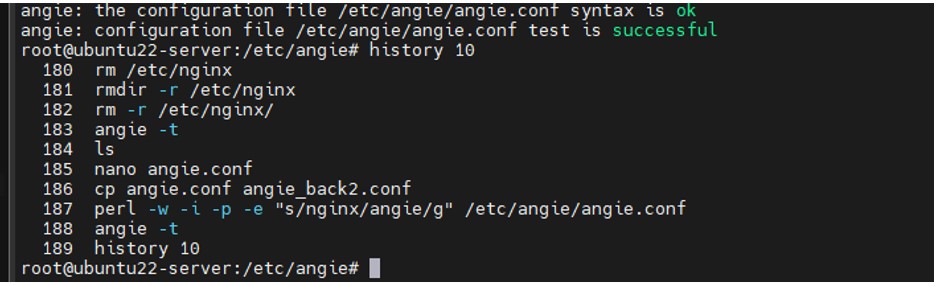 angie: the configuration file /etc/angie/angie.conf syntax is ok
angie: configuration file /etc/angie/angie.conf test is successful
root@ubuntu22-server:/etc/angie# history 10
180 rm /etc/nginx
181 rmdir -r /etc/nginx
182 rm -r /etc/nginx/
183 angie -t
184 ls
185 nano angie.conf
186 cp angie.conf angie_back2.conf
187 perl -w -i -p -e "s/nginx/angie/g" /etc/angie/angie.conf
188 angie -t
189 history 10
root@ubuntu22-server:/etc/angie#